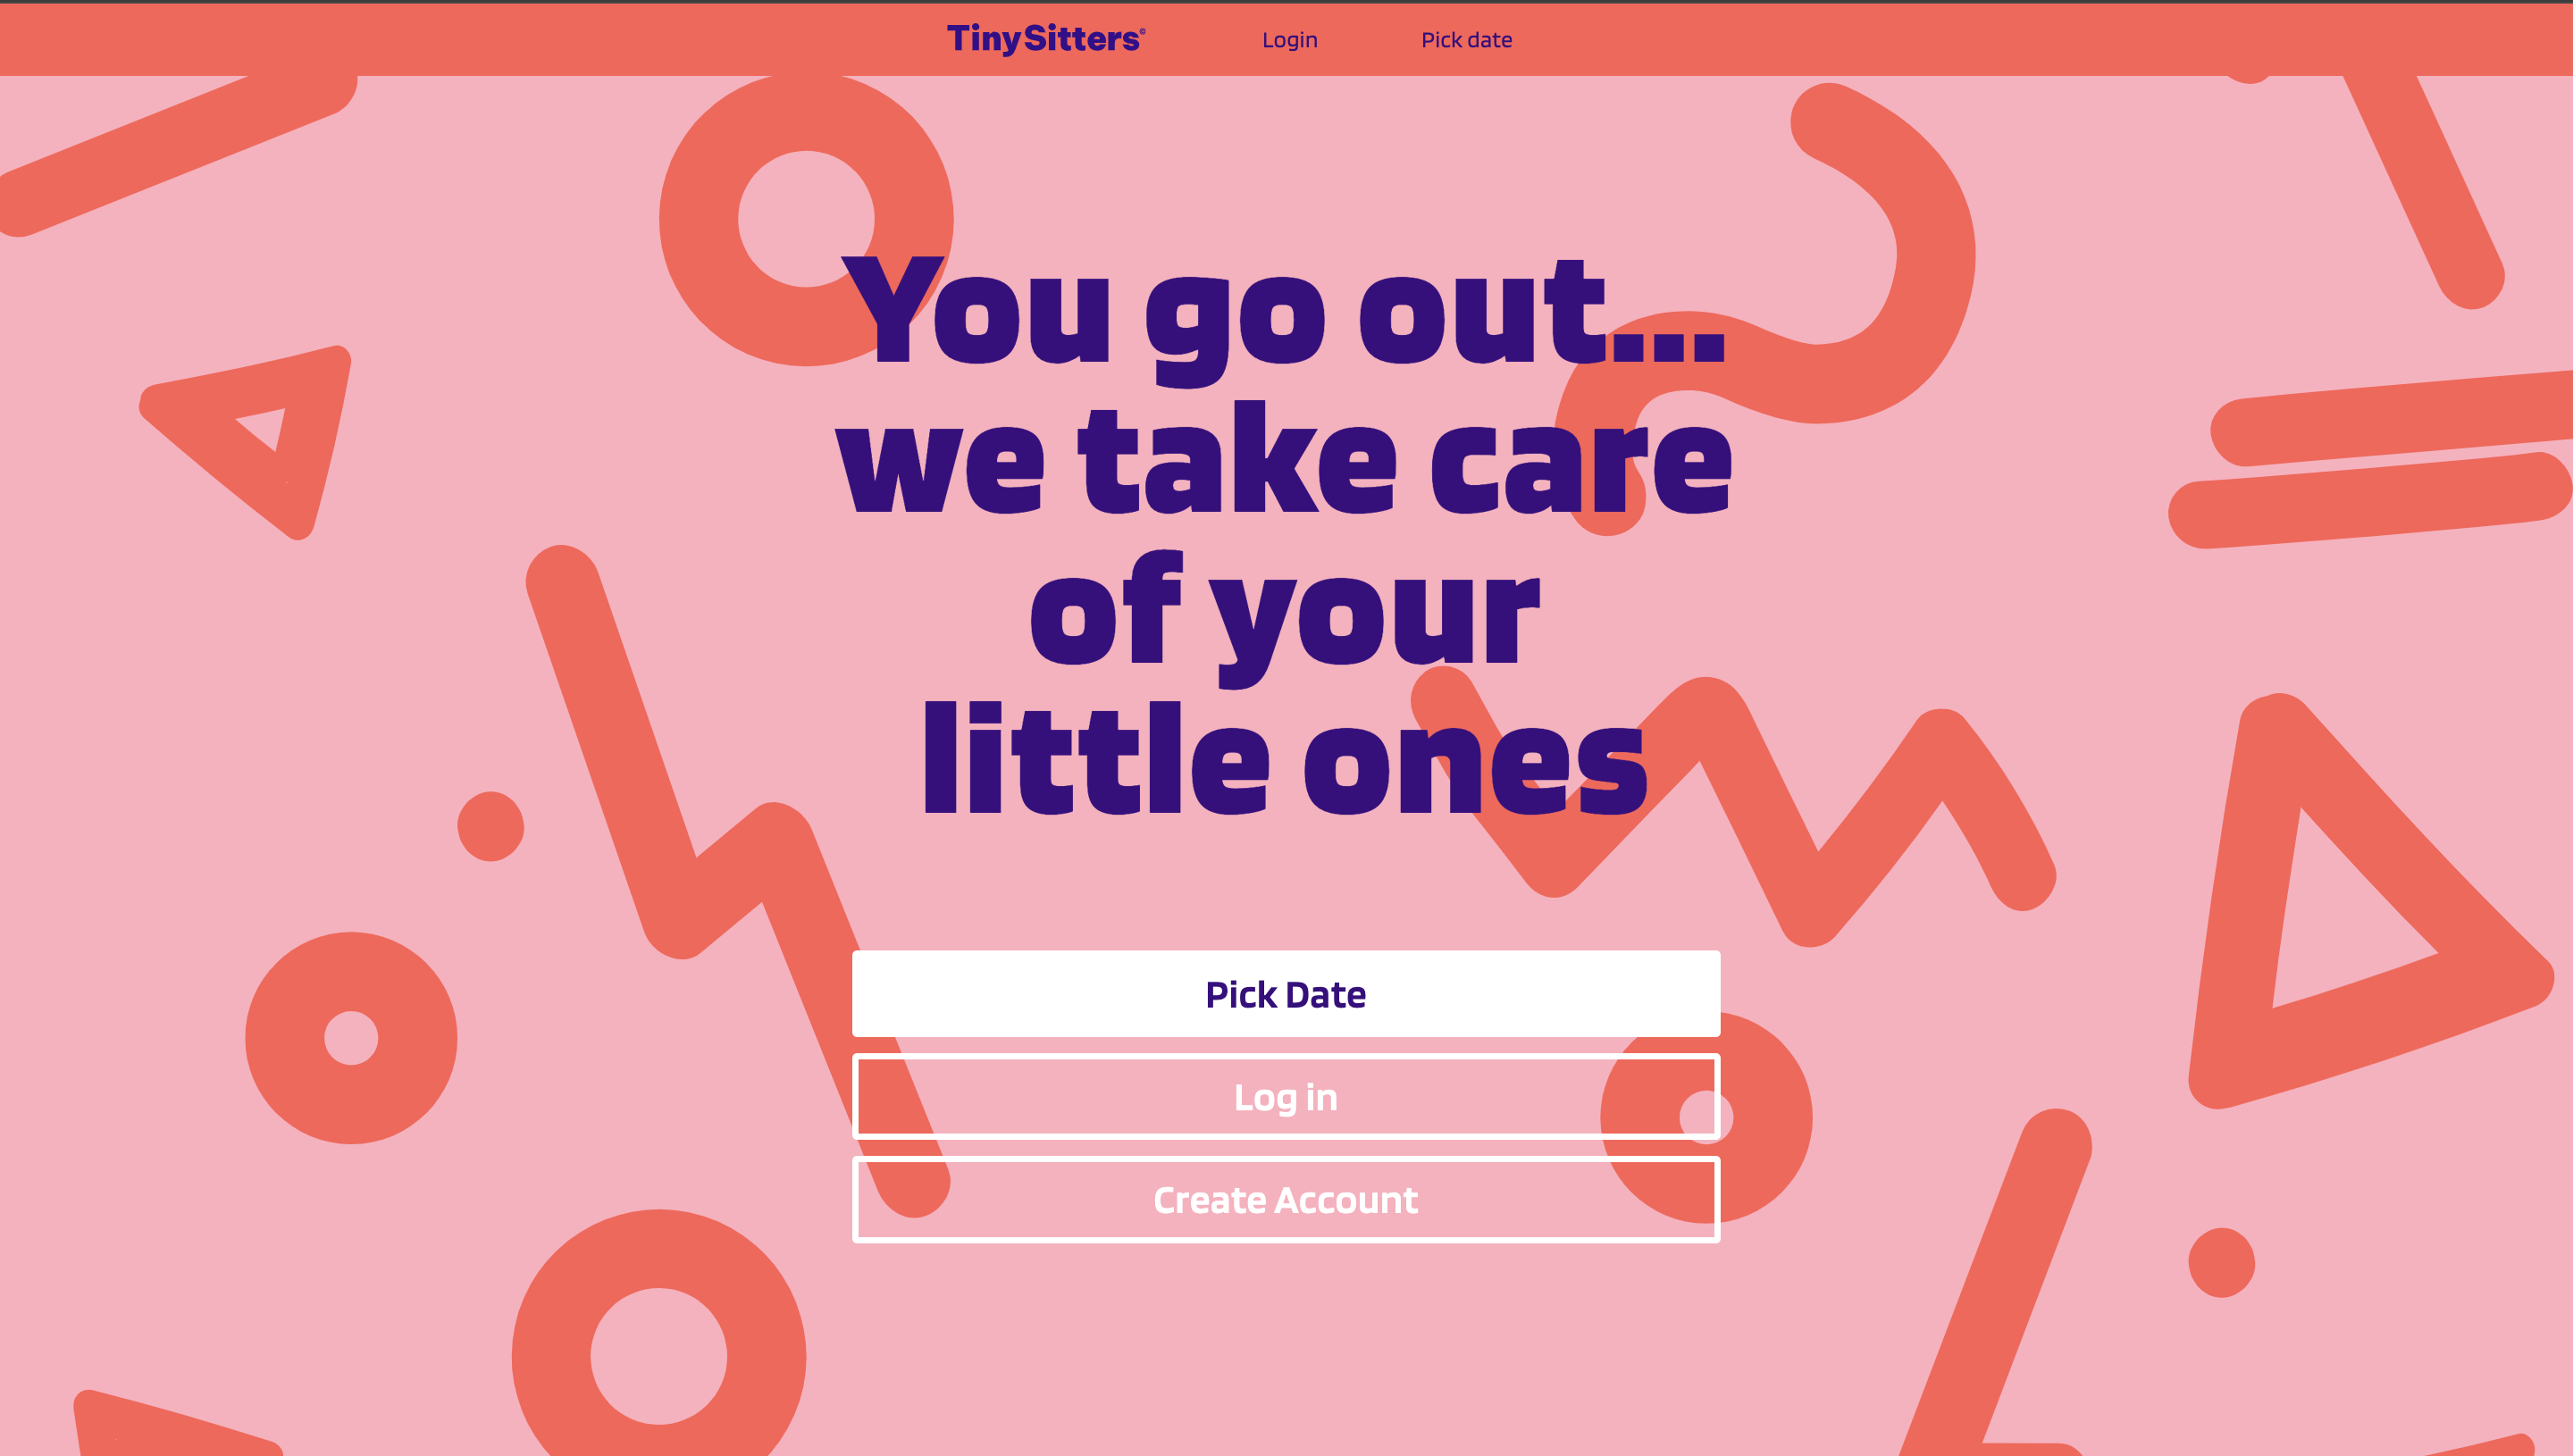 TinySitters©
Login
Pick date
You go out...
we take care
of your
little ones
Pick Date
Log in
Create Account